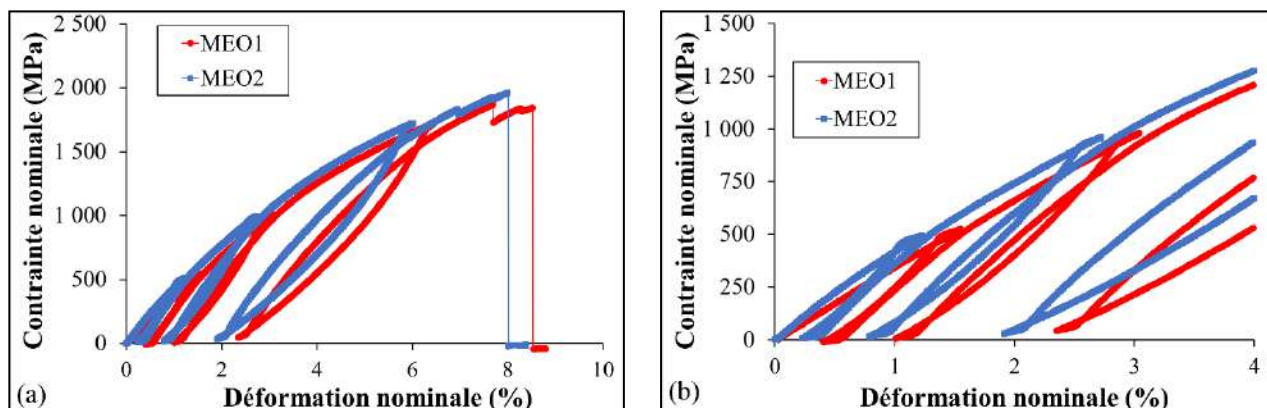 Contrainte nominale (MPa)
2 500
2 000
1 500
1 000
500
0
MEO1
MEO2
0
2
4
6
8
10
Déformation nominale (%)
(a)
Contrainte nominale (MPa)
1 500
1 250
1 000
750
500
250
0
MEO1
MEO2
0
1
2
3
4
Déformation nominale (%)
(b)